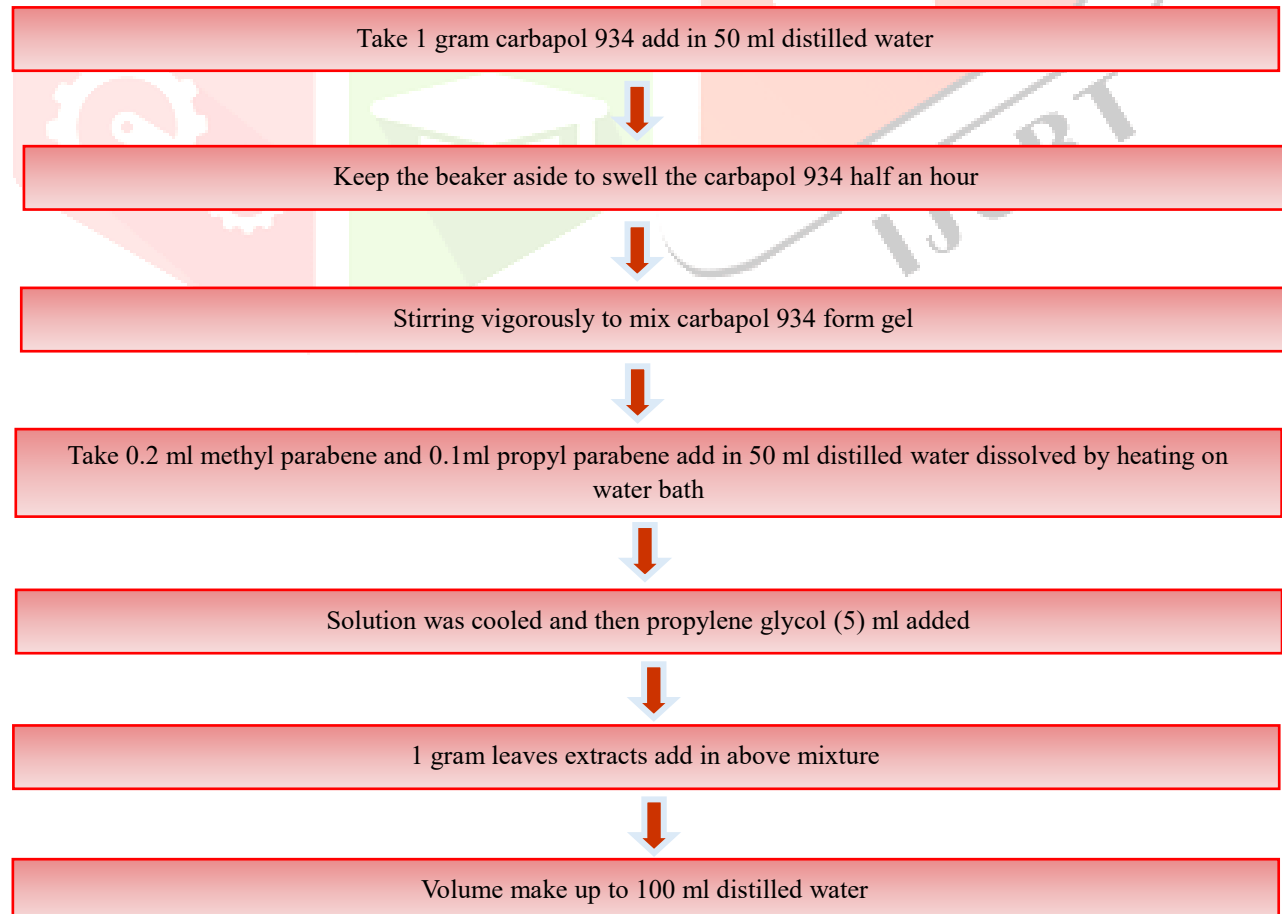 Take 1 gram carbapol 934 add in 50 ml distilled water
Keep the beaker aside to swell the carbapol 934 half an hour
Stirring vigorously to mix carbapol 934 form gel
Take 0.2 ml methyl parabene and 0.1ml propyl parabene add in 50 ml distilled water dissolved by heating on
water bath
Solution was cooled and then propylene glycol (5) ml added
1 gram leaves extracts add in above mixture
Volume make up to 100 ml distilled water